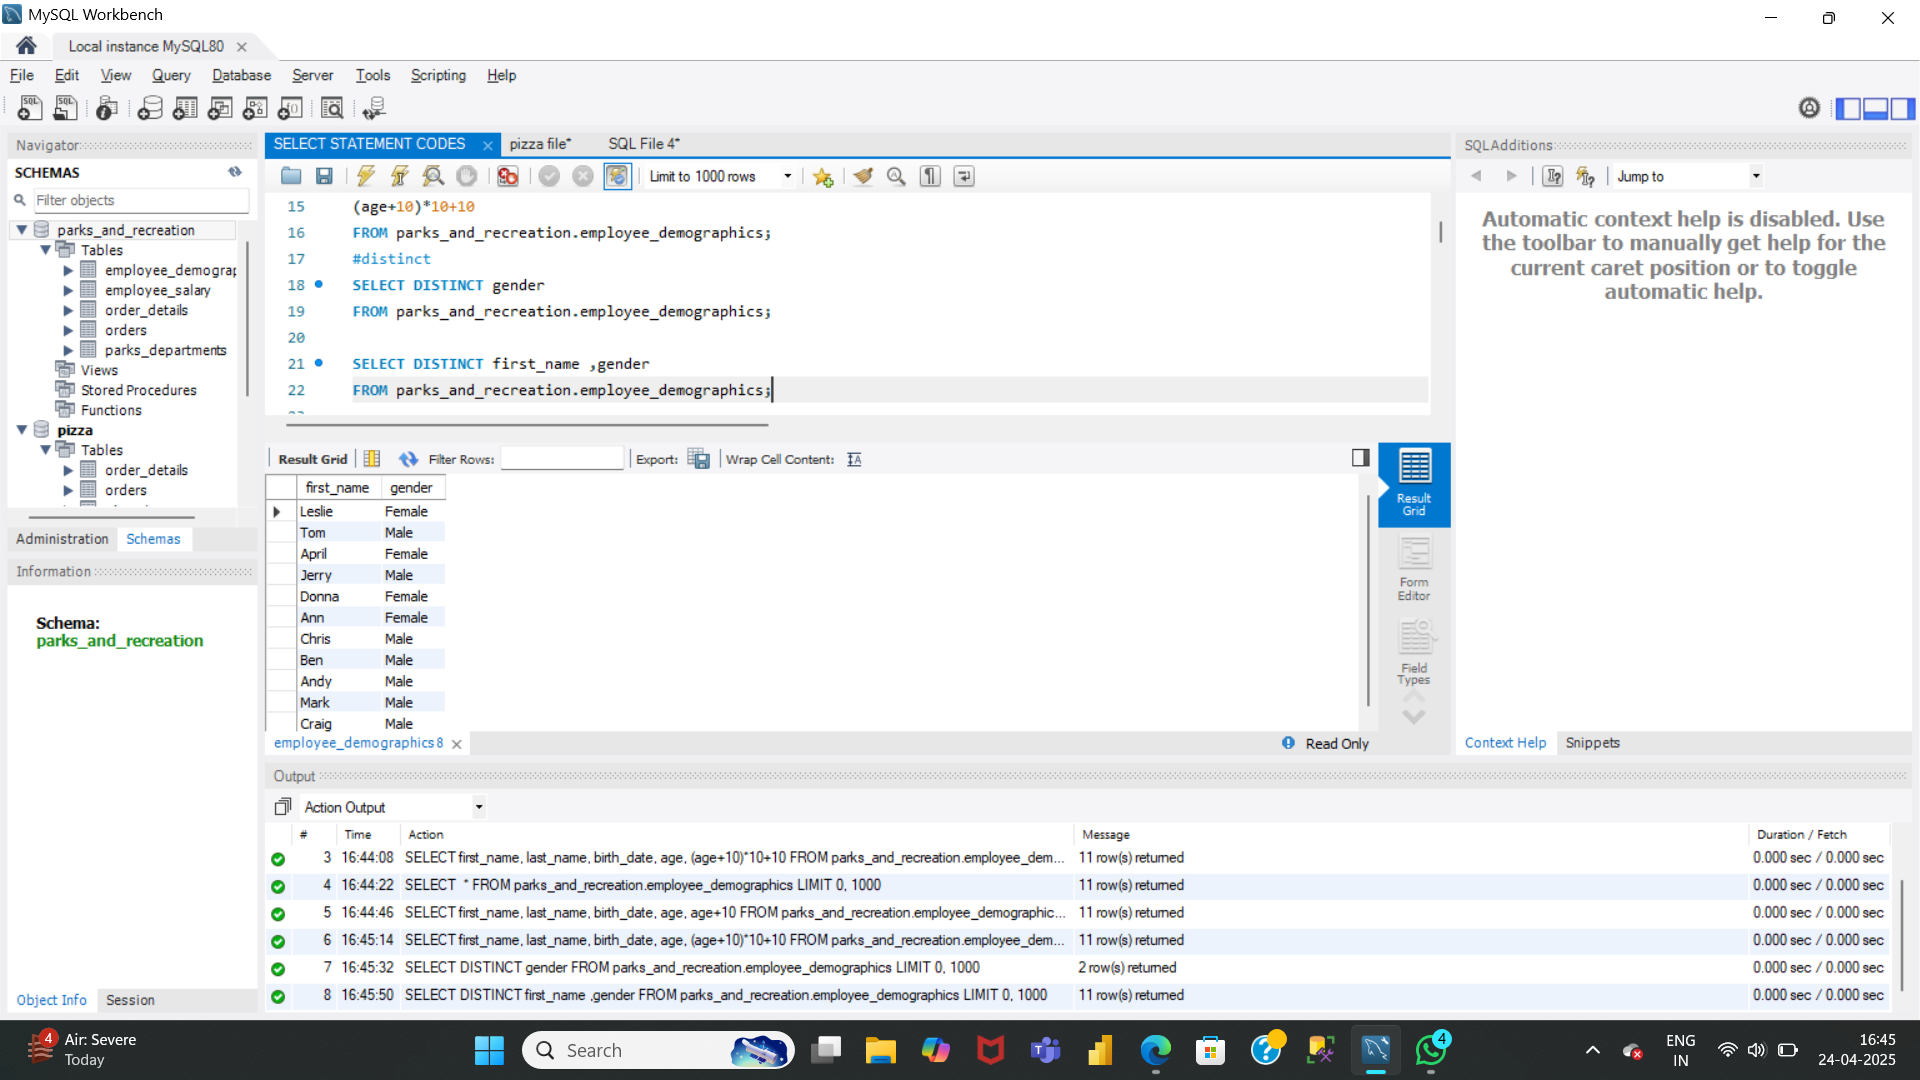 MySQL Workbench
Local instance MySQL80
File Edit View Query Database Server Tools Scripting Help
Navigator
SCHEMAS
Filter objects
parks_and_recreation
Tables
employee_demograp
employee_salary
order_details
orders
parks_departments
Views
Stored Procedures
Functions
pizza
Tables
order_details
orders
Administration Schemas
Information
Schema:
parks_and_recreation
Object Info Session
SELECT STATEMENT CODES pizza file* SQL File 4*
Limit to 1000 rows
15 (age+10)*10+10
16 FROM parks_and_recreation.employee_demographics;
17 #distinct
18 SELECT DISTINCT gender
19 FROM parks_and_recreation.employee_demographics;
20
21 SELECT DISTINCT first_name ,gender
22 FROM parks_and_recreation.employee_demographics;
Result Grid Filter Rows: Export: Wrap Cell Content:
first_name gender
Leslie Female
Tom Male
April Female
Jerry Male
Donna Female
Ann Female
Chris Male
Ben Male
Andy Male
Mark Male
Craig Male
employee_demographics 8
Read Only
Result Grid
Form Editor
Field Types
SQLAdditions
Jump to
Automatic context help is disabled. Use
the toolbar to manually get help for the
current caret position or to toggle
automatic help.
Context Help Snippets
Output
Action Output
# Time Action Message Duration / Fetch
3 16:44:08 SELECT first_name, last_name, birth_date, age, (age+10)*10+10 FROM parks_and_recreation.employee_dem... 11 row(s) returned 0.000 sec / 0.000 sec
4 16:44:22 SELECT * FROM parks_and_recreation.employee_demographics LIMIT 0, 1000 11 row(s) returned 0.000 sec / 0.000 sec
5 16:44:46 SELECT first_name, last_name, birth_date, age, age+10 FROM parks_and_recreation.employee_demographic... 11 row(s) returned 0.000 sec / 0.000 sec
6 16:45:14 SELECT first_name, last_name, birth_date, age, (age+10)*10+10 FROM parks_and_recreation.employee_dem... 11 row(s) returned 0.000 sec / 0.000 sec
7 16:45:32 SELECT DISTINCT gender FROM parks_and_recreation.employee_demographics LIMIT 0, 1000 2 row(s) returned 0.000 sec / 0.000 sec
8 16:45:50 SELECT DISTINCT first_name ,gender FROM parks_and_recreation.employee_demographics LIMIT 0, 1000 11 row(s) returned 0.000 sec / 0.000 sec
4
Air: Severe
Today
Search
4
ENG
IN
16:45
24-04-2025